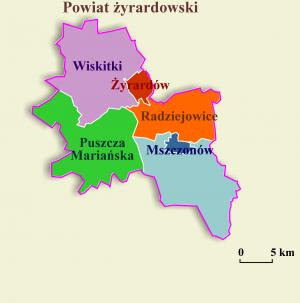 Powiat żyrardowski
Wiskitki
Żyrardów
Radziejowice
Puszcza
Mariańska
Mszczonów
0 5 km